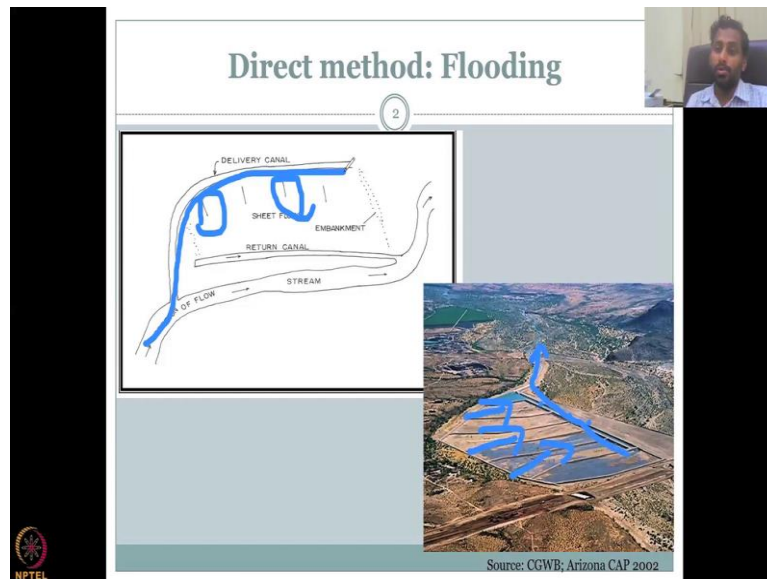 Direct method: Flooding
2
DELIVERY CANAL
SHEET
EMBANKMENT
RETURN CANAL
OF FLOW
STREAM
Source: CGWB; Arizona CAP 2002
NPTEL